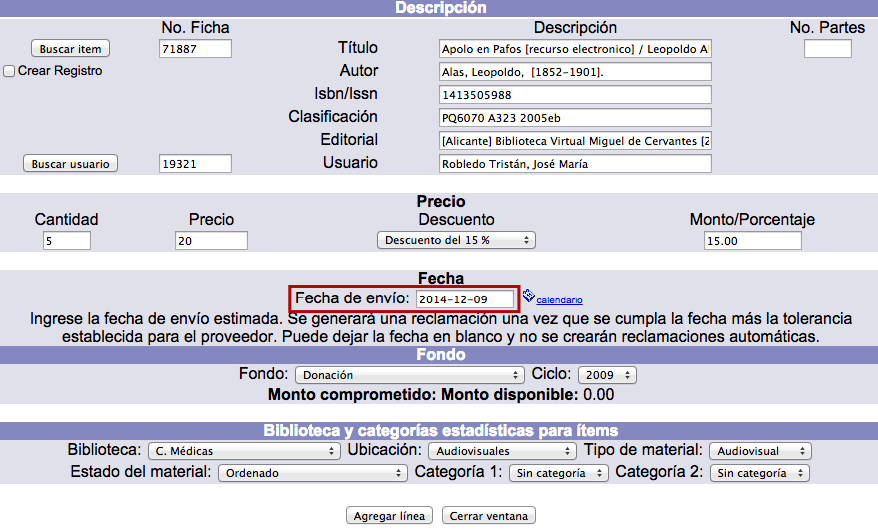 Descripción
No. Ficha Descripción No. Partes
Buscar item 71887 Título Apolo en Pafos [recurso electronico] / Leopoldo Al
Crear Registro Autor Alas, Leopoldo, [1852-1901].
Isbn/Issn 1413505988
Clasificación PQ6070 A323 2005eb
Editorial [Alicante] Biblioteca Virtual Miguel de Cervantes [2
Buscar usuario 19321 Usuario Robledo Tristán, José María
Precio
Cantidad Precio Descuento Monto/Porcentaje
5 20 Descuento del 15 % 15.00
Fecha
Fecha de envío: 2014-12-09 calendario
Ingrese la fecha de envío estimada. Se generará una reclamación una vez que se cumpla la fecha más la tolerancia
establecida para el proveedor. Puede dejar la fecha en blanco y no se crearán reclamaciones automáticas.
Fondo
Fondo: Donación Ciclo: 2009
Monto comprometido: Monto disponible: 0.00
Biblioteca y categorías estadísticas para ítems
Biblioteca: C. Médicas Ubicación: Audiovisuales Tipo de material: Audiovisual
Estado del material: Ordenado Categoría 1: Sin categoría Categoría 2: Sin categoría
Agregar línea Cerrar ventana